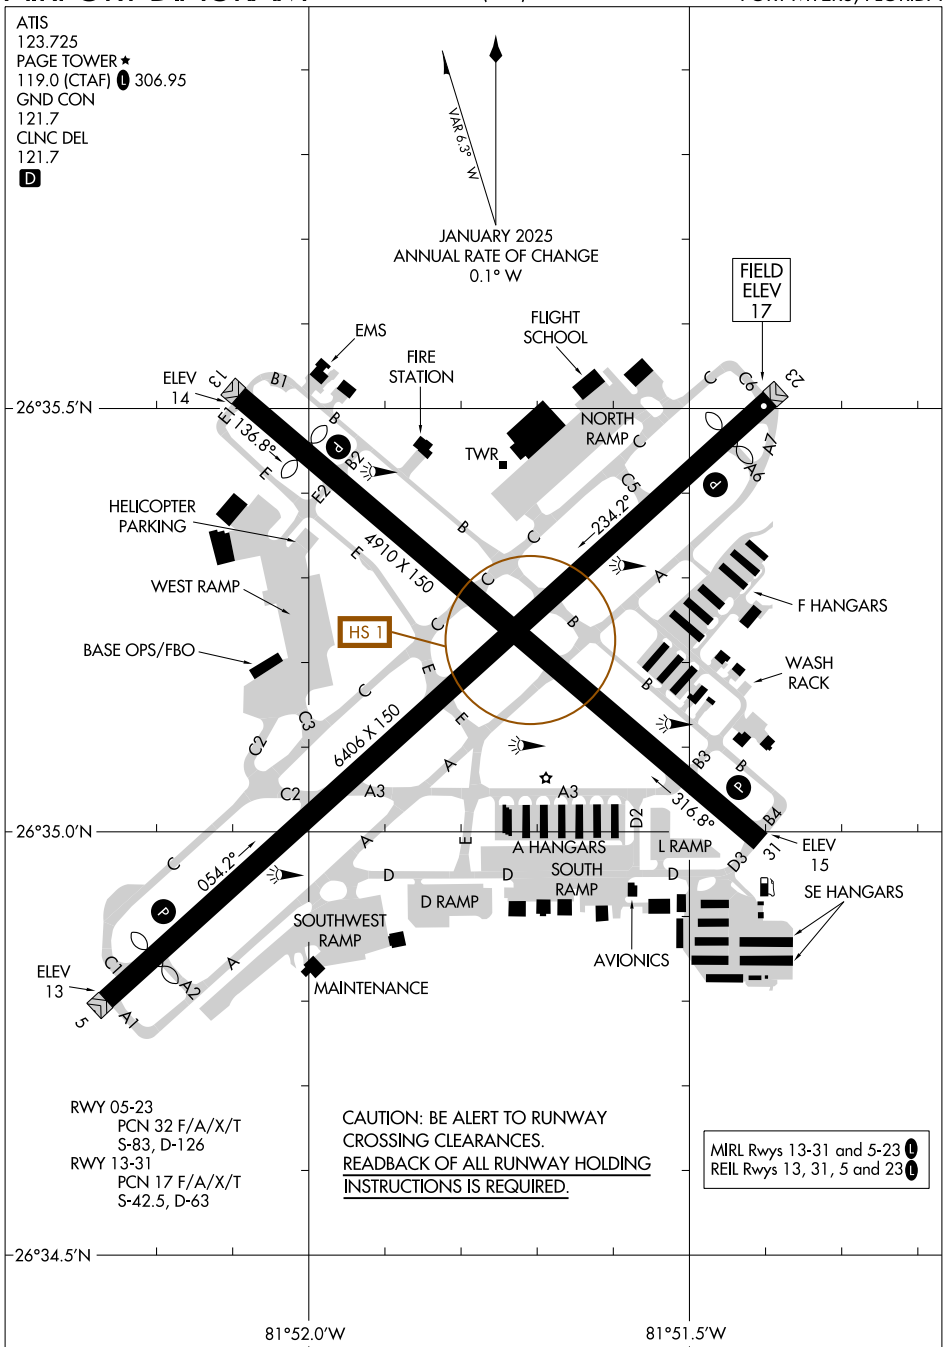 ATIS
123.725
PAGE TOWER ★
119.0 (CTAF) L 306.95
GND CON
121.7
CLNC DEL
121.7
D
VAR 6.3° W
JANUARY 2025
ANNUAL RATE OF CHANGE
0.1° W
FIELD
ELEV
17
EMS
FLIGHT
SCHOOL
FIRE
STATION
ELEV
14
13
B1
B
C
C6
23
26°35.5'N
E1
136.8°
E
P
B2
E2
TWR
NORTH
RAMP
C
A7
A6
P
C5
234.2°
HELICOPTER
PARKING
4910 X 150
B
C
E
C
A
WEST RAMP
F HANGARS
HS 1
C
B
BASE OPS/FBO
E
WASH
RACK
C
B
C3
E
6406 X 150
C2
A
B3
B
C2
A3
A3
316.8°
P
D2
B4
26°35.0'N
A
E
A HANGARS
L RAMP
31
ELEV
15
C
054.2°
D
D
SOUTH
RAMP
D
D3
SE HANGARS
D RAMP
P
SOUTHWEST
RAMP
AVIONICS
A
C1
ELEV
13
A2
MAINTENANCE
5
A1
RWY 05-23
PCN 32 F/A/X/T
S-83, D-126
RWY 13-31
PCN 17 F/A/X/T
S-42.5, D-63
CAUTION: BE ALERT TO RUNWAY
CROSSING CLEARANCES.
READBACK OF ALL RUNWAY HOLDING
INSTRUCTIONS IS REQUIRED.
MIRL Rwys 13-31 and 5-23 L
REIL Rwys 13, 31, 5 and 23 L
26°34.5'N
81°52.0'W
81°51.5'W